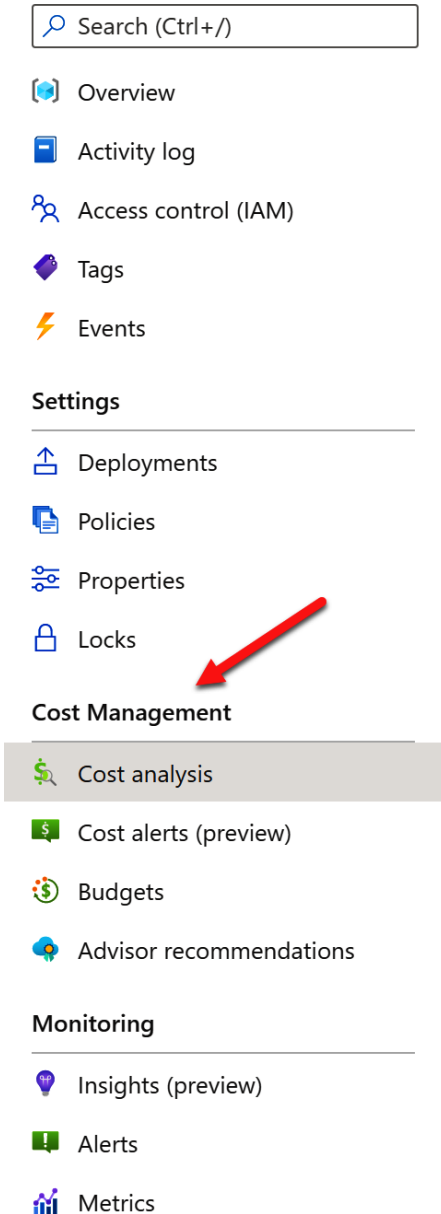 Search (Ctrl+/)
Overview
Activity log
Access control (IAM)
Tags
Events
Settings
Deployments
Policies
Properties
Locks
Cost Management
Cost analysis
Cost alerts (preview)
Budgets
Advisor recommendations
Monitoring
Insights (preview)
Alerts
Metrics